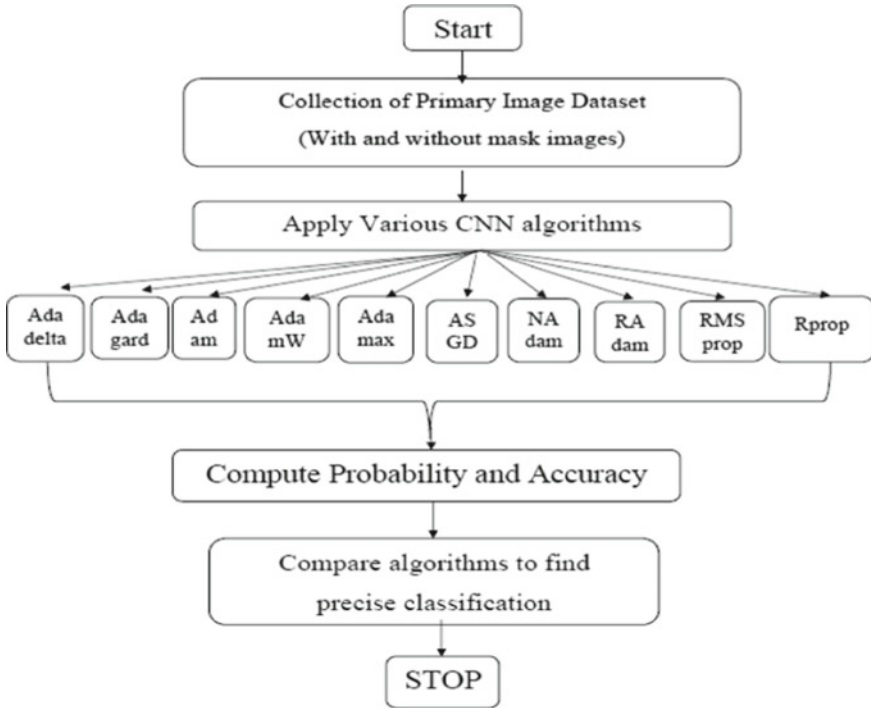 Start
Collection of Primary Image Dataset
(With and without mask images)
Apply Various CNN algorithms
Ada
delta
Ada
gard
Ad
am
Ada
mW
Ada
max
AS
GD
NA
dam
RA
dam
RMS
prop
Rprop
Compute Probability and Accuracy
Compare algorithms to find
precise classification
STOP